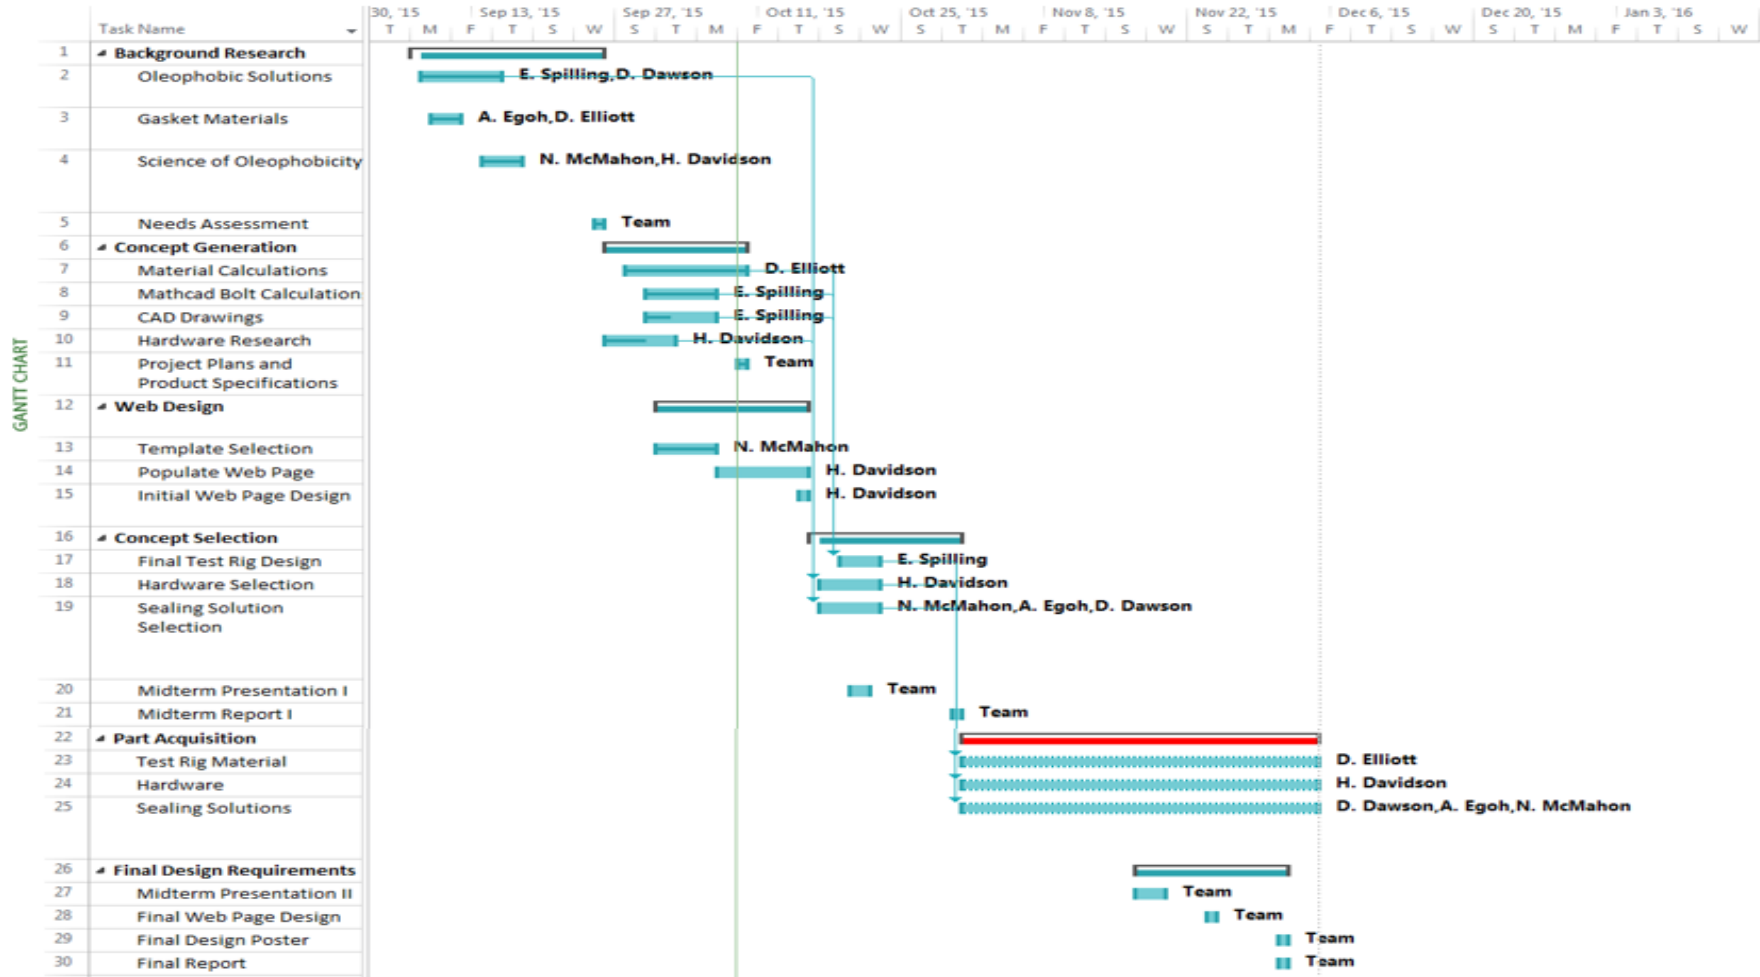 30, '15 Sep 13, '15 Sep 27, '15 Oct 11, '15 Oct 25, '15 Nov 8, '15 Nov 22, '15 Dec 6, '15 Dec 20, '15 Jan 3, '16
Task Name T M F T S W S T M F T S W S T M F T S W S T M F T S W S T M F T S W
GANTT CHART
1 Background Research
2 Oleophobic Solutions E. Spilling,D. Dawson
3 Gasket Materials A. Egoh,D. Elliott
4 Science of Oleophobicity N. McMahon,H. Davidson
5 Needs Assessment Team
6 Concept Generation
7 Material Calculations D. Elliott
8 Mathcad Bolt Calculation E. Spilling
9 CAD Drawings E. Spilling
10 Hardware Research H. Davidson
11 Project Plans and Team
Product Specifications
12 Web Design
13 Template Selection N. McMahon
14 Populate Web Page H. Davidson
15 Initial Web Page Design H. Davidson
16 Concept Selection
17 Final Test Rig Design E. Spilling
18 Hardware Selection H. Davidson
19 Sealing Solution N. McMahon,A. Egoh,D. Dawson
Selection
20 Midterm Presentation I Team
21 Midterm Report I Team
22 Part Acquisition
23 Test Rig Material D. Elliott
24 Hardware H. Davidson
25 Sealing Solutions D. Dawson,A. Egoh,N. McMahon
26 Final Design Requirements
27 Midterm Presentation II Team
28 Final Web Page Design Team
29 Final Design Poster Team
30 Final Report Team